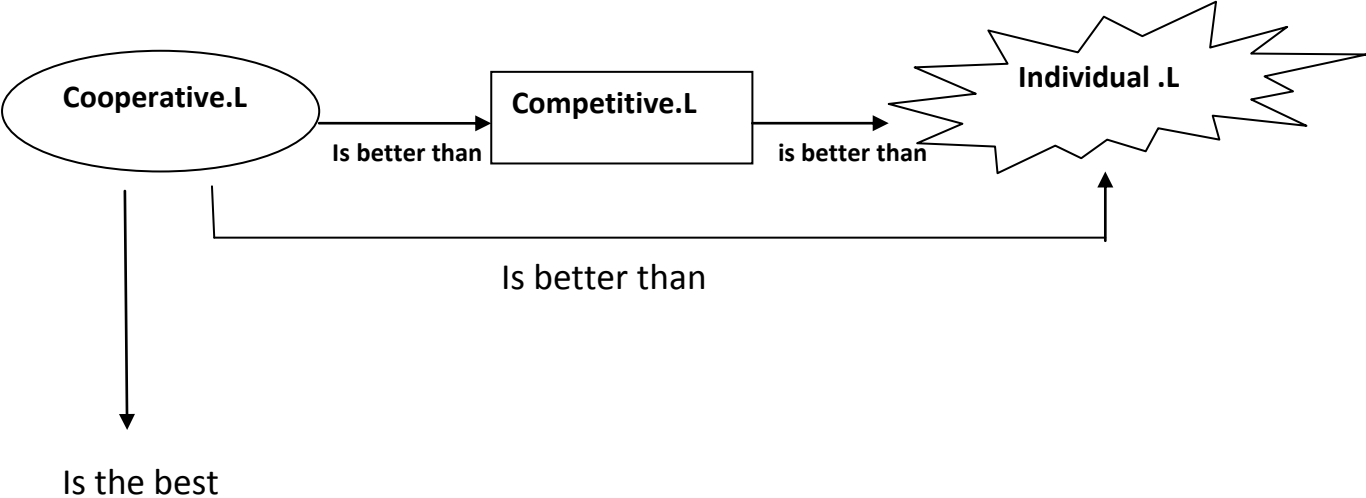 Cooperative.L
Competitive.L
Individual .L
Is better than
is better than
Is better than
Is the best